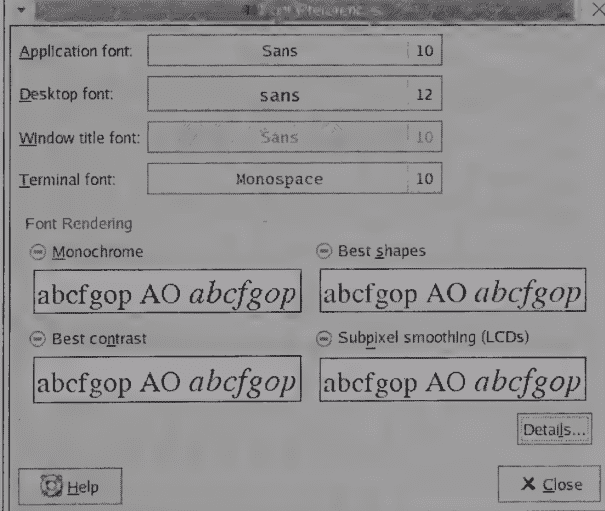 Font Preferences
Application font: Sans 10
Desktop font: sans 12
Window title font: Sans 10
Terminal font: Monospace 10
Font Rendering
Monochrome Best shapes
abcfgop AO abcfgop abcfgop AO abcfgop
Best contrast Subpixel smoothing (LCDs)
abcfgop AO abcfgop abcfgop AO abcfgop
Details...
Help Close